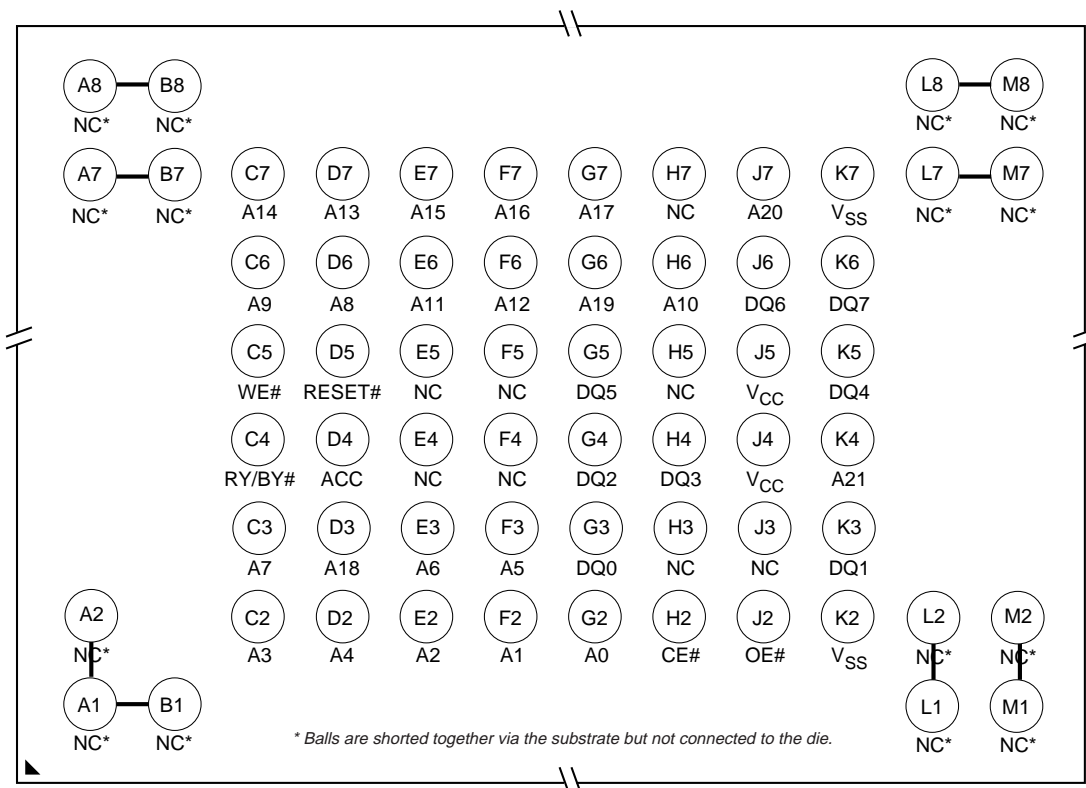 A8 B8 L8 M8
NC* NC* NC* NC*
A7 B7 C7 D7 E7 F7 G7 H7 J7 K7 L7 M7
NC* NC* A14 A13 A15 A16 A17 NC A20 VSS NC* NC*
C6 D6 E6 F6 G6 H6 J6 K6
A9 A8 A11 A12 A19 A10 DQ6 DQ7
C5 D5 E5 F5 G5 H5 J5 K5
WE# RESET# NC NC DQ5 NC VCC DQ4
C4 D4 E4 F4 G4 H4 J4 K4
RY/BY# ACC NC NC DQ2 DQ3 VCC A21
C3 D3 E3 F3 G3 H3 J3 K3
A7 A18 A6 A5 DQ0 NC NC DQ1
A2 C2 D2 E2 F2 G2 H2 J2 K2 L2 M2
NC* A3 A4 A2 A1 A0 CE# OE# VSS NC* NC*
A1 B1 L1 M1
NC* NC* NC* NC*
* Balls are shorted together via the substrate but not connected to the die.